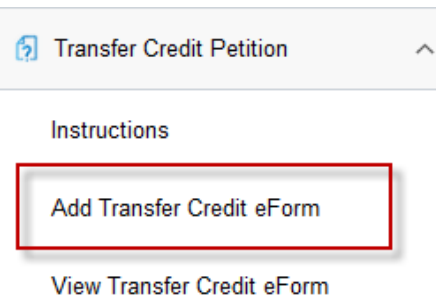 Transfer Credit Petition
Instructions
Add Transfer Credit eForm
View Transfer Credit eForm